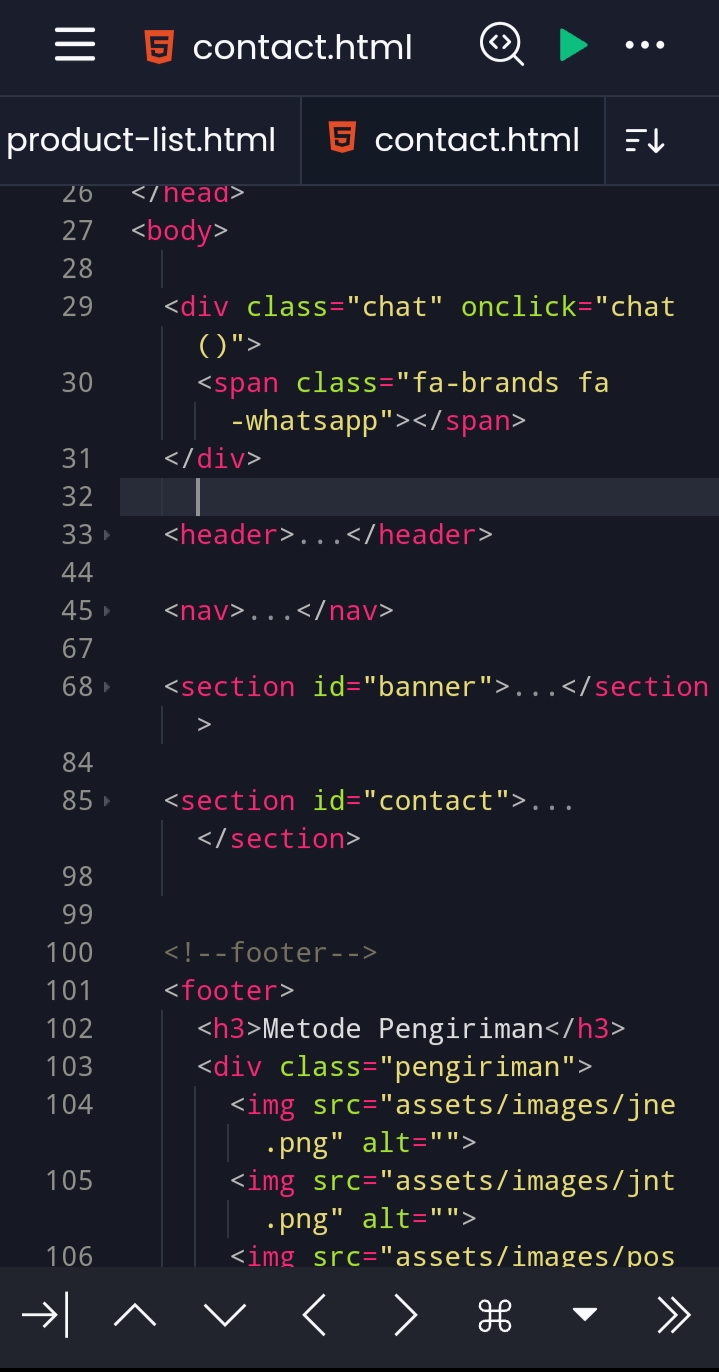 contact.html
product-list.html contact.html
26 </head>
27 <body>
28
29 <div class="chat" onclick="chat
()">
30 <span class="fa-brands fa
-whatsapp"></span>
31 </div>
32
33 <header>...</header>
44
45 <nav>...</nav>
67
68 <section id="banner">...</section
>
84
85 <section id="contact">...
</section>
98
99
100 <!--footer-->
101 <footer>
102 <h3>Metode Pengiriman</h3>
103 <div class="pengiriman">
104 <img src="assets/images/jne
.png" alt="">
105 <img src="assets/images/jnt
.png" alt="">
106 <img src="assets/images/pos